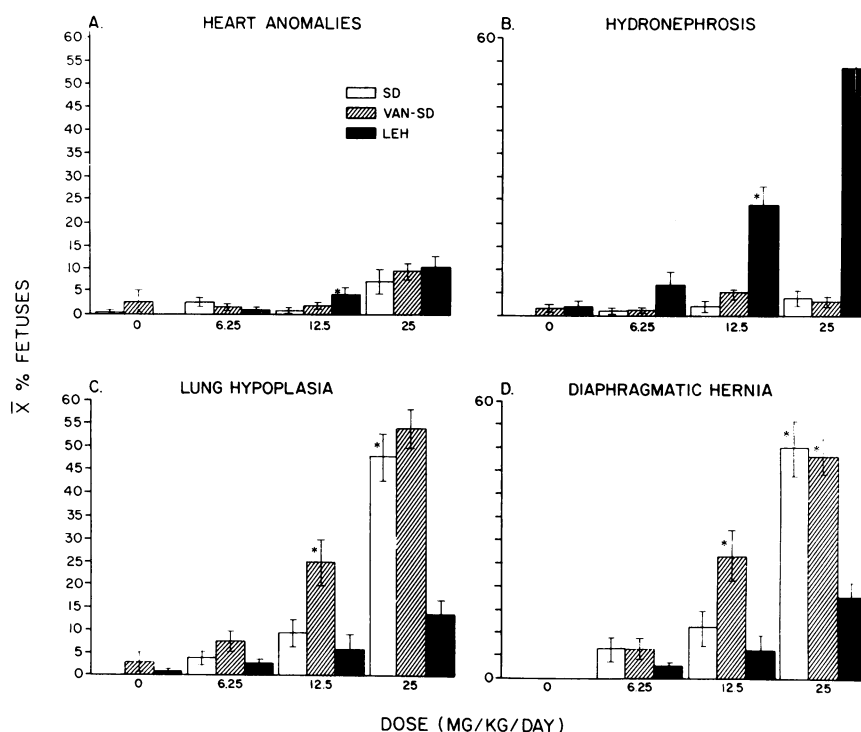 A. HEART ANOMALIES
60
55
50
45
40
35
30
25
20
15
10
5
0
SD
VAN-SD
LEH
*
0 6.25 12.5 25
B. HYDRONEPHROSIS
60
0
*
0 6.25 12.5 25
X̄ % FETUSES
C. LUNG HYPOPLASIA
60
55
50
45
40
35
30
25
20
15
10
5
0
*
*
0 6.25 12.5 25
D. DIAPHRAGMATIC HERNIA
60
0
* *
*
0 6.25 12.5 25
DOSE (MG/KG/DAY)